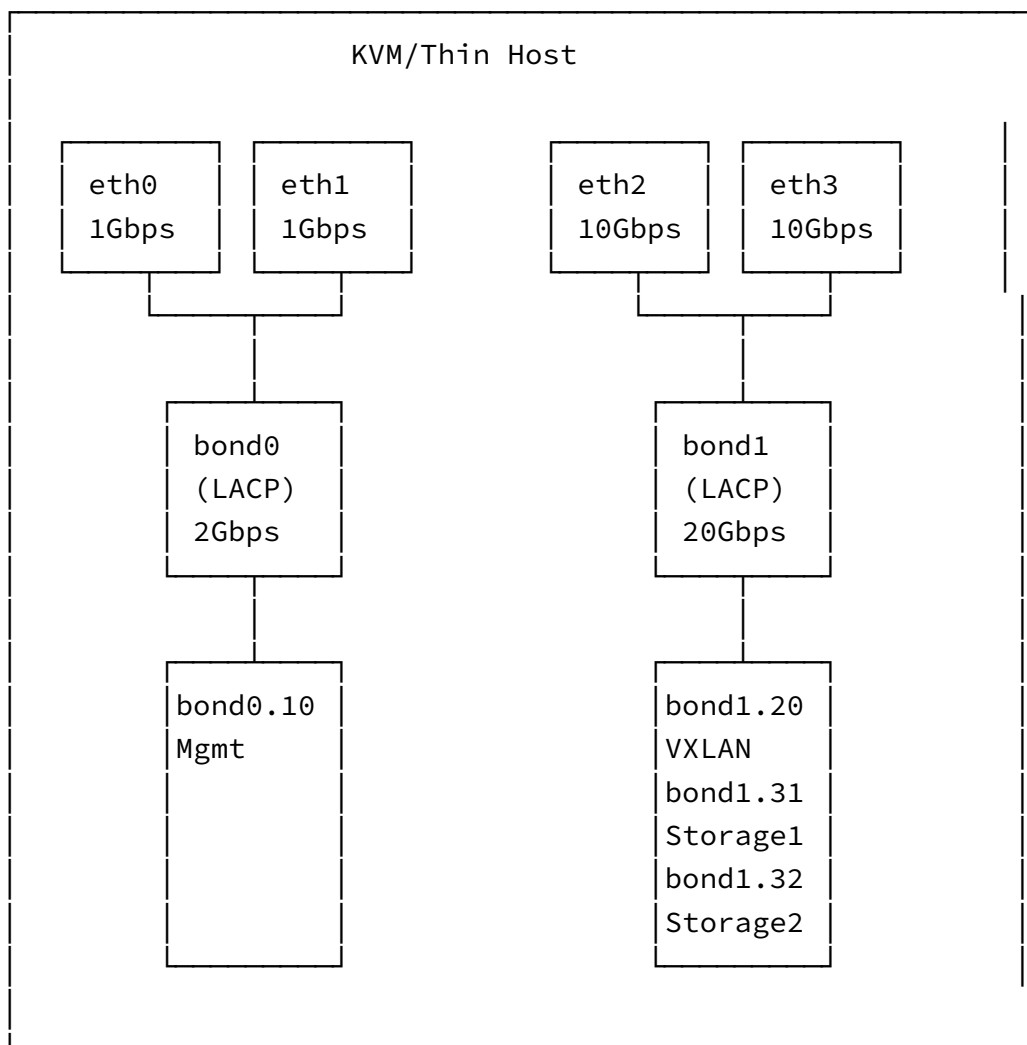 KVM/Thin Host
eth0 eth1 eth2 eth3
1Gbps 1Gbps 10Gbps 10Gbps
bond0 bond1
(LACP) (LACP)
2Gbps 20Gbps
bond0.10 bond1.20
Mgmt VXLAN
bond1.31
Storage1
bond1.32
Storage2